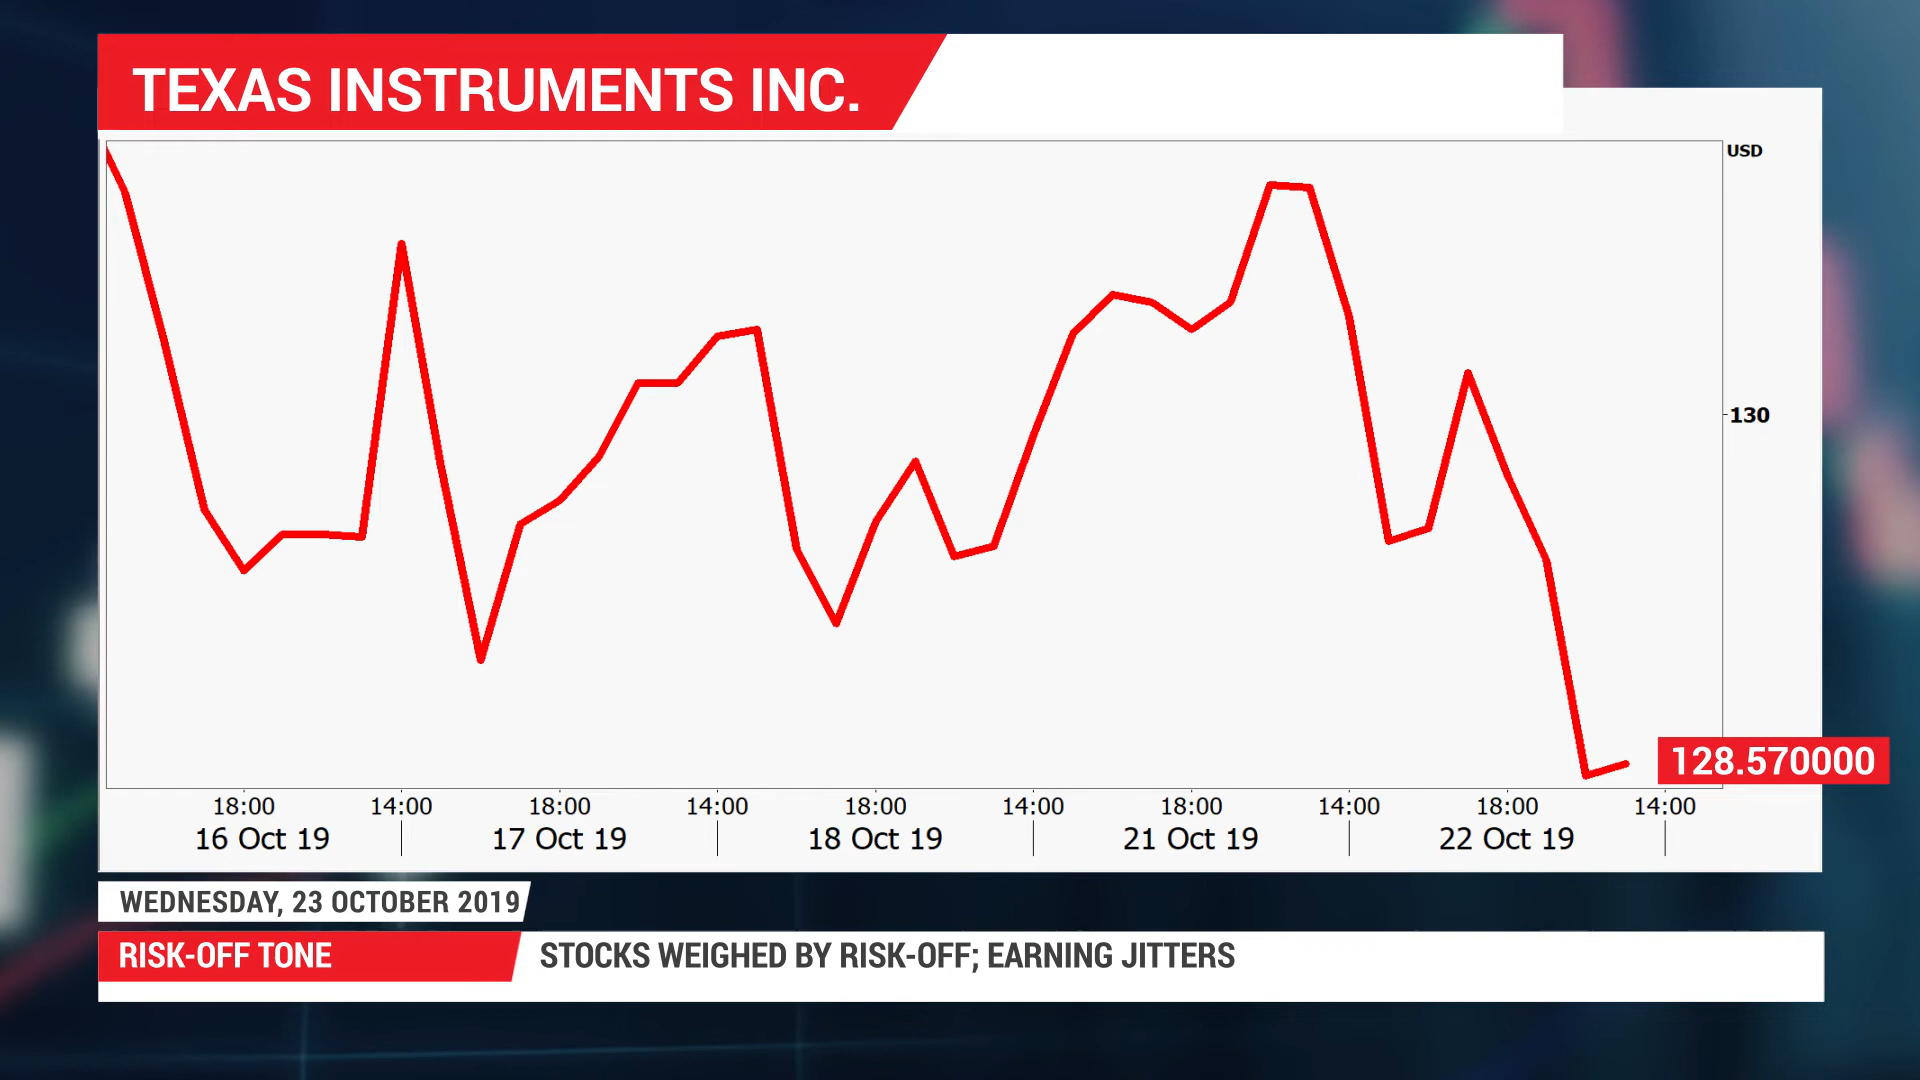 TEXAS INSTRUMENTS INC.
USD
130
128.570000
18:00 14:00 18:00 14:00 18:00 14:00 18:00 14:00 18:00 14:00
16 Oct 19 17 Oct 19 18 Oct 19 21 Oct 19 22 Oct 19
WEDNESDAY, 23 OCTOBER 2019
RISK-OFF TONE
STOCKS WEIGHED BY RISK-OFF; EARNING JITTERS